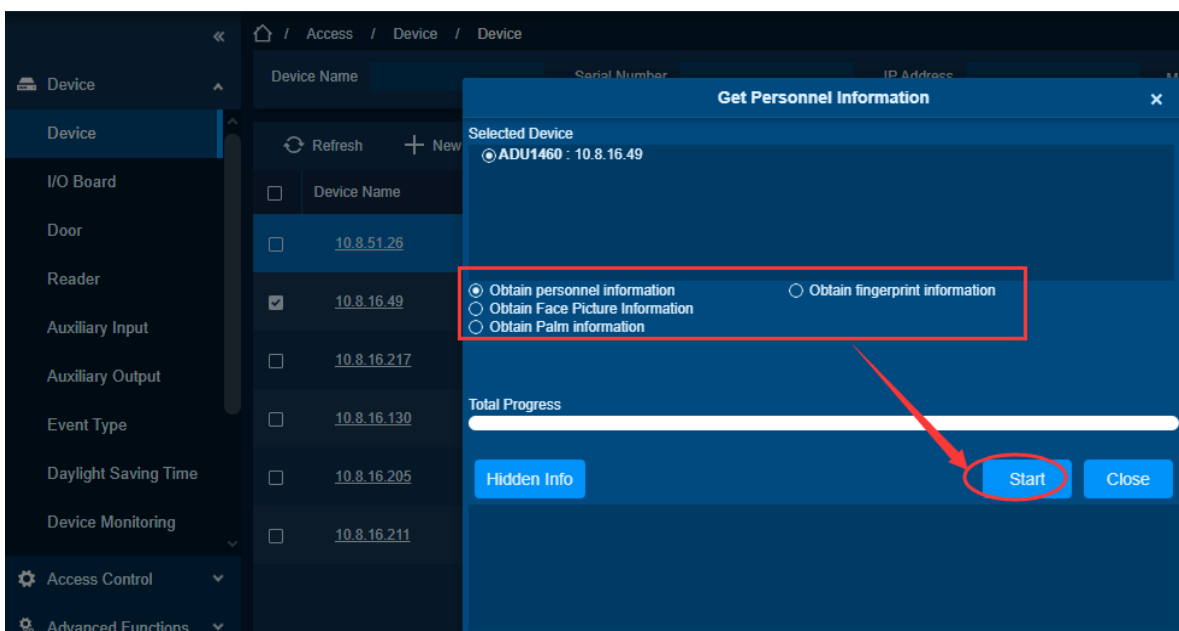 Access / Device / Device
Device
Device Name
Serial Number
IP Address
Get Personnel Information
Device
I/O Board
Door
Reader
Auxiliary Input
Auxiliary Output
Event Type
Daylight Saving Time
Device Monitoring
Access Control
Advanced Functions
Refresh
New
Device Name
10.8.51.26
10.8.16.49
10.8.16.217
10.8.16.130
10.8.16.205
10.8.16.211
Selected Device
ADU1460 : 10.8.16.49
Obtain personnel information
Obtain fingerprint information
Obtain Face Picture Information
Obtain Palm information
Total Progress
Hidden Info
Start
Close